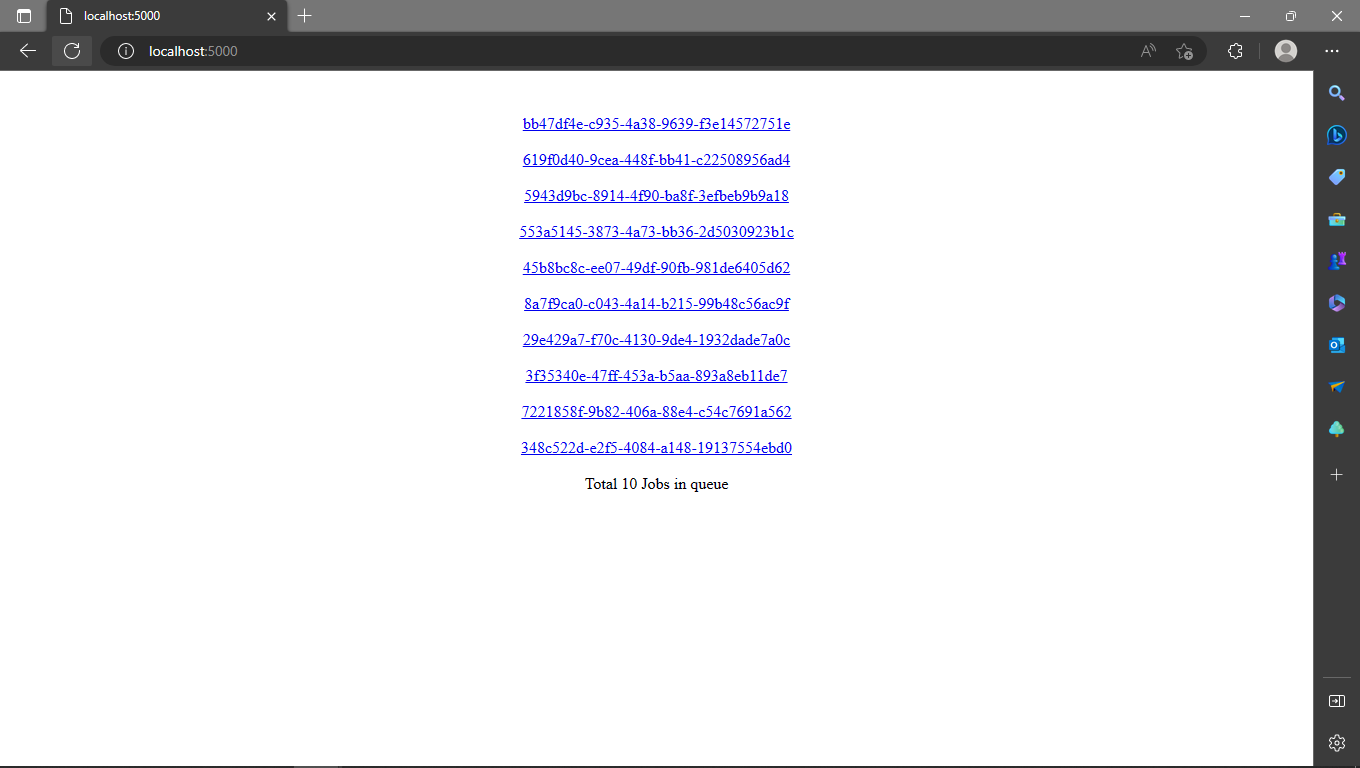 localhost:5000
localhost:5000
bb47df4e-c935-4a38-9639-f3e14572751e
619f0d40-9cea-448f-bb41-c22508956ad4
5943d9bc-8914-4f90-ba8f-3efbeb9b9a18
553a5145-3873-4a73-bb36-2d5030923b1c
45b8bc8c-ee07-49df-90fb-981de6405d62
8a7f9ca0-c043-4a14-b215-99b48c56ac9f
29e429a7-f70c-4130-9de4-1932dade7a0c
3f35340e-47ff-453a-b5aa-893a8eb11de7
7221858f-9b82-406a-88e4-c54c7691a562
348c522d-e2f5-4084-a148-19137554ebd0
Total 10 Jobs in queue